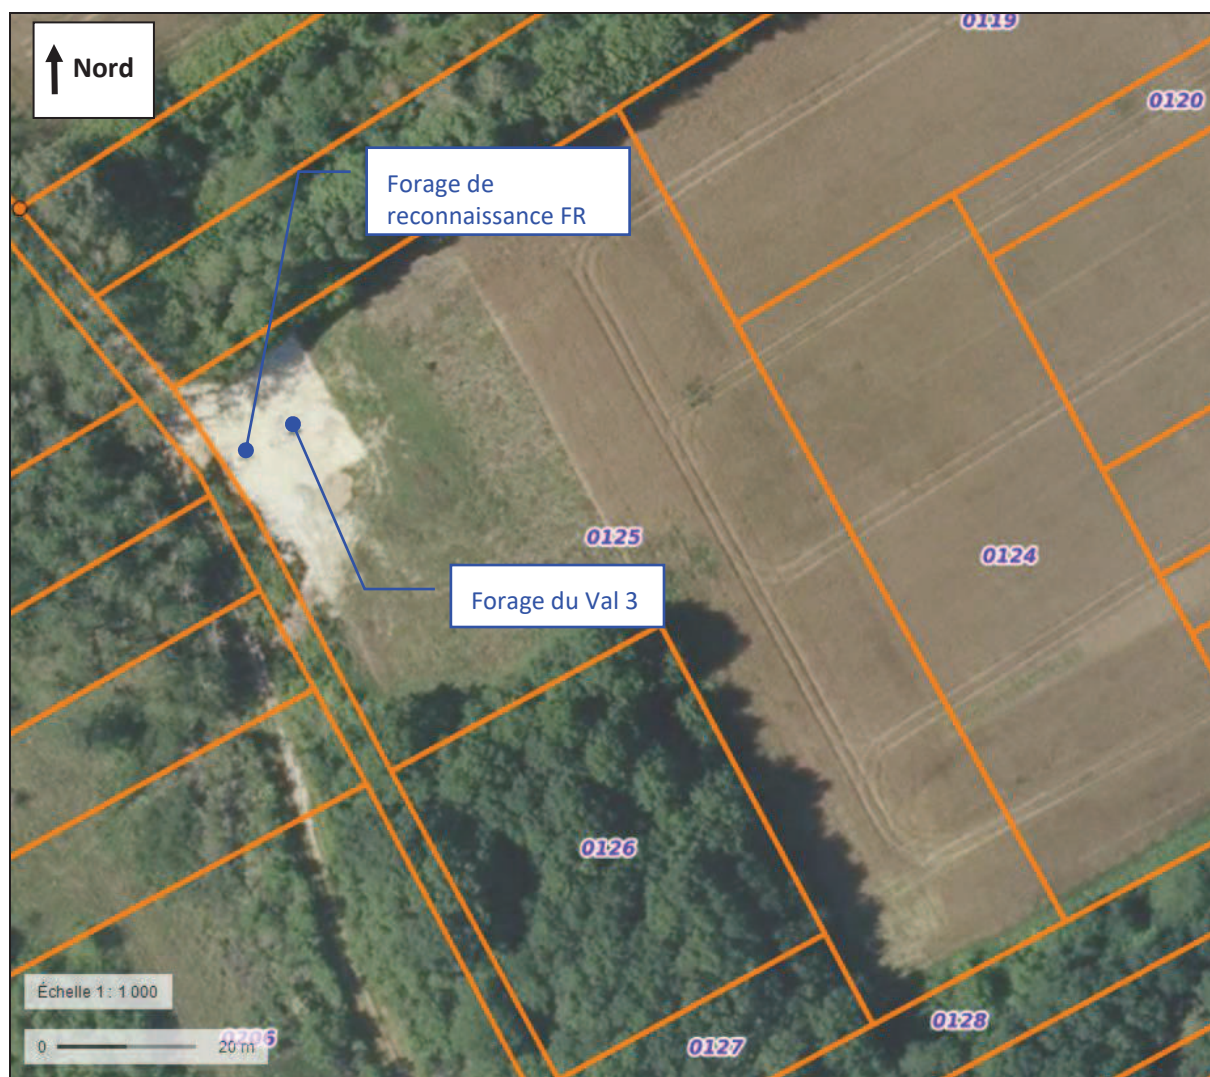 0119
Nord
0120
Forage de
reconnaissance FR
0125
0124
Forage du Val 3
0126
Échelle 1 : 1 000
0128
0206
0 20 m
0127